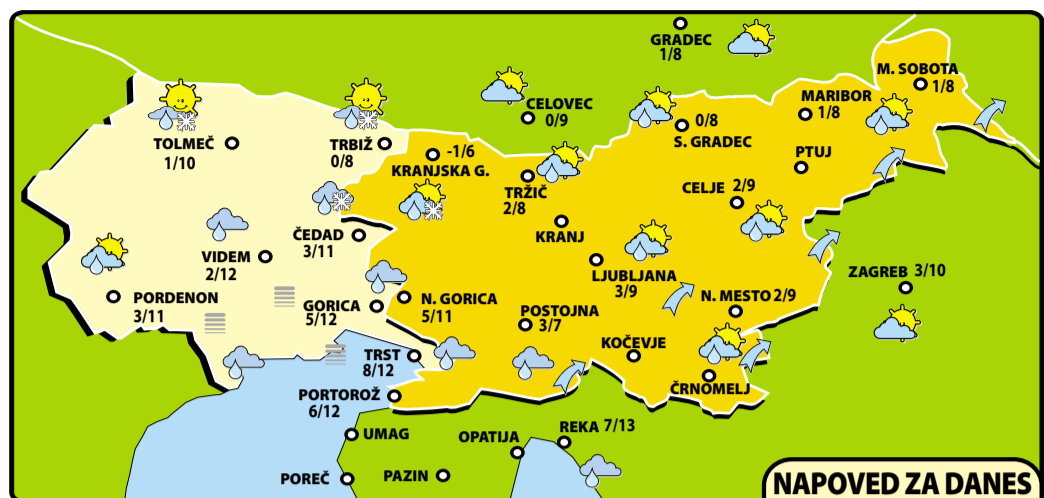 GRADEC
1/8
M. SOBOTA
1/8
CELOVEC
0/9
MARIBOR
1/8
0/8
S. GRADEC
TOLMEČ
1/10
TRBIŽ
0/8
-1/6
KRANJSKA G.
PTUJ
TRŽIČ
2/8
CELJE 2/9
KRANJ
ČEDAD
3/11
VIDEM
2/12
LJUBLJANA
3/9
ZAGREB 3/10
PORDENON
3/11
GORICA
5/12
N. GORICA
5/11
N. MESTO 2/9
POSTOJNA
3/7
KOČEVJE
TRST
8/12
ČRNOMELJ
PORTOROŽ
6/12
UMAG
OPATIJA
REKA 7/13
POREČ
PAZIN
NAPOVED ZA DANES